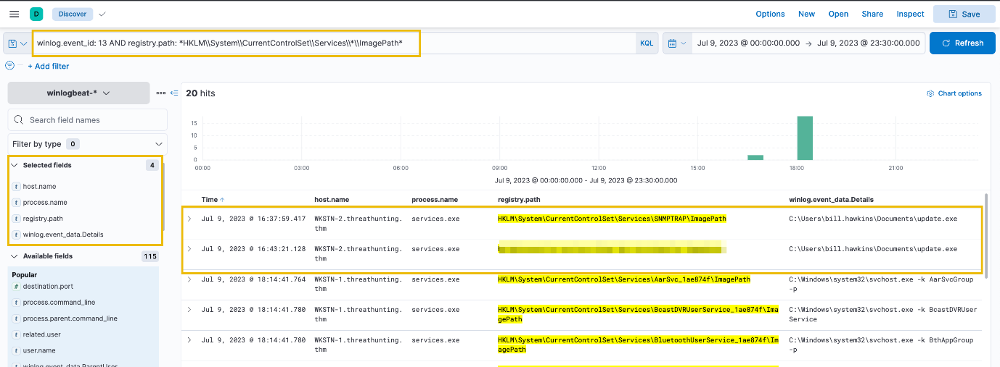 D Discover Options New Open Share Inspect Save
winlog.event_id: 13 AND registry.path: *HKLM\\System\\CurrentControlSet\\Services\\*\\ImagePath* KQL Jul 9, 2023 @ 00:00:00.000 → Jul 9, 2023 @ 23:30:00.000 Refresh
+ Add filter
winlogbeat-*
20 hits
Chart options
Search field names
Filter by type 0
Selected fields 4
t host.name
t process.name
t registry.path
t winlog.event_data.Details
Available fields 115
Popular
# destination.port
t process.command_line
t process.parent.command_line
t related.user
t user.name
winlog.event_data.ParentUser
15
10
5
0
00:00 03:00 06:00 09:00 12:00 15:00 18:00 21:00
Jul 9, 2023 @ 00:00:00.000 - Jul 9, 2023 @ 23:30:00.000
Time ↑ host.name process.name registry.path winlog.event_data.Details
Jul 9, 2023 @ 16:37:59.417 WKSTN-2.threathunting. services.exe HKLM\System\CurrentControlSet\Services\SNMPTRAP\ImagePath C:\Users\bill.hawkins\Documents\update.exe
thm
Jul 9, 2023 @ 16:43:21.128 WKSTN-2.threathunting. services.exe C:\Users\bill.hawkins\Documents\update.exe
thm
Jul 9, 2023 @ 18:14:41.764 WKSTN-1.threathunting. services.exe HKLM\System\CurrentControlSet\Services\AarSvc_1ae874f\ImagePath C:\Windows\system32\svchost.exe -k AarSvcGroup
thm -p
Jul 9, 2023 @ 18:14:41.780 WKSTN-1.threathunting. services.exe HKLM\System\CurrentControlSet\Services\BcastDVRUserService_1ae874f\Ima C:\Windows\system32\svchost.exe -k BcastDVRUser
thm gePath Service
Jul 9, 2023 @ 18:14:41.780 WKSTN-1.threathunting. services.exe HKLM\System\CurrentControlSet\Services\BluetoothUserService_1ae874f\Im C:\Windows\system32\svchost.exe -k BthAppGroup
thm agePath -p